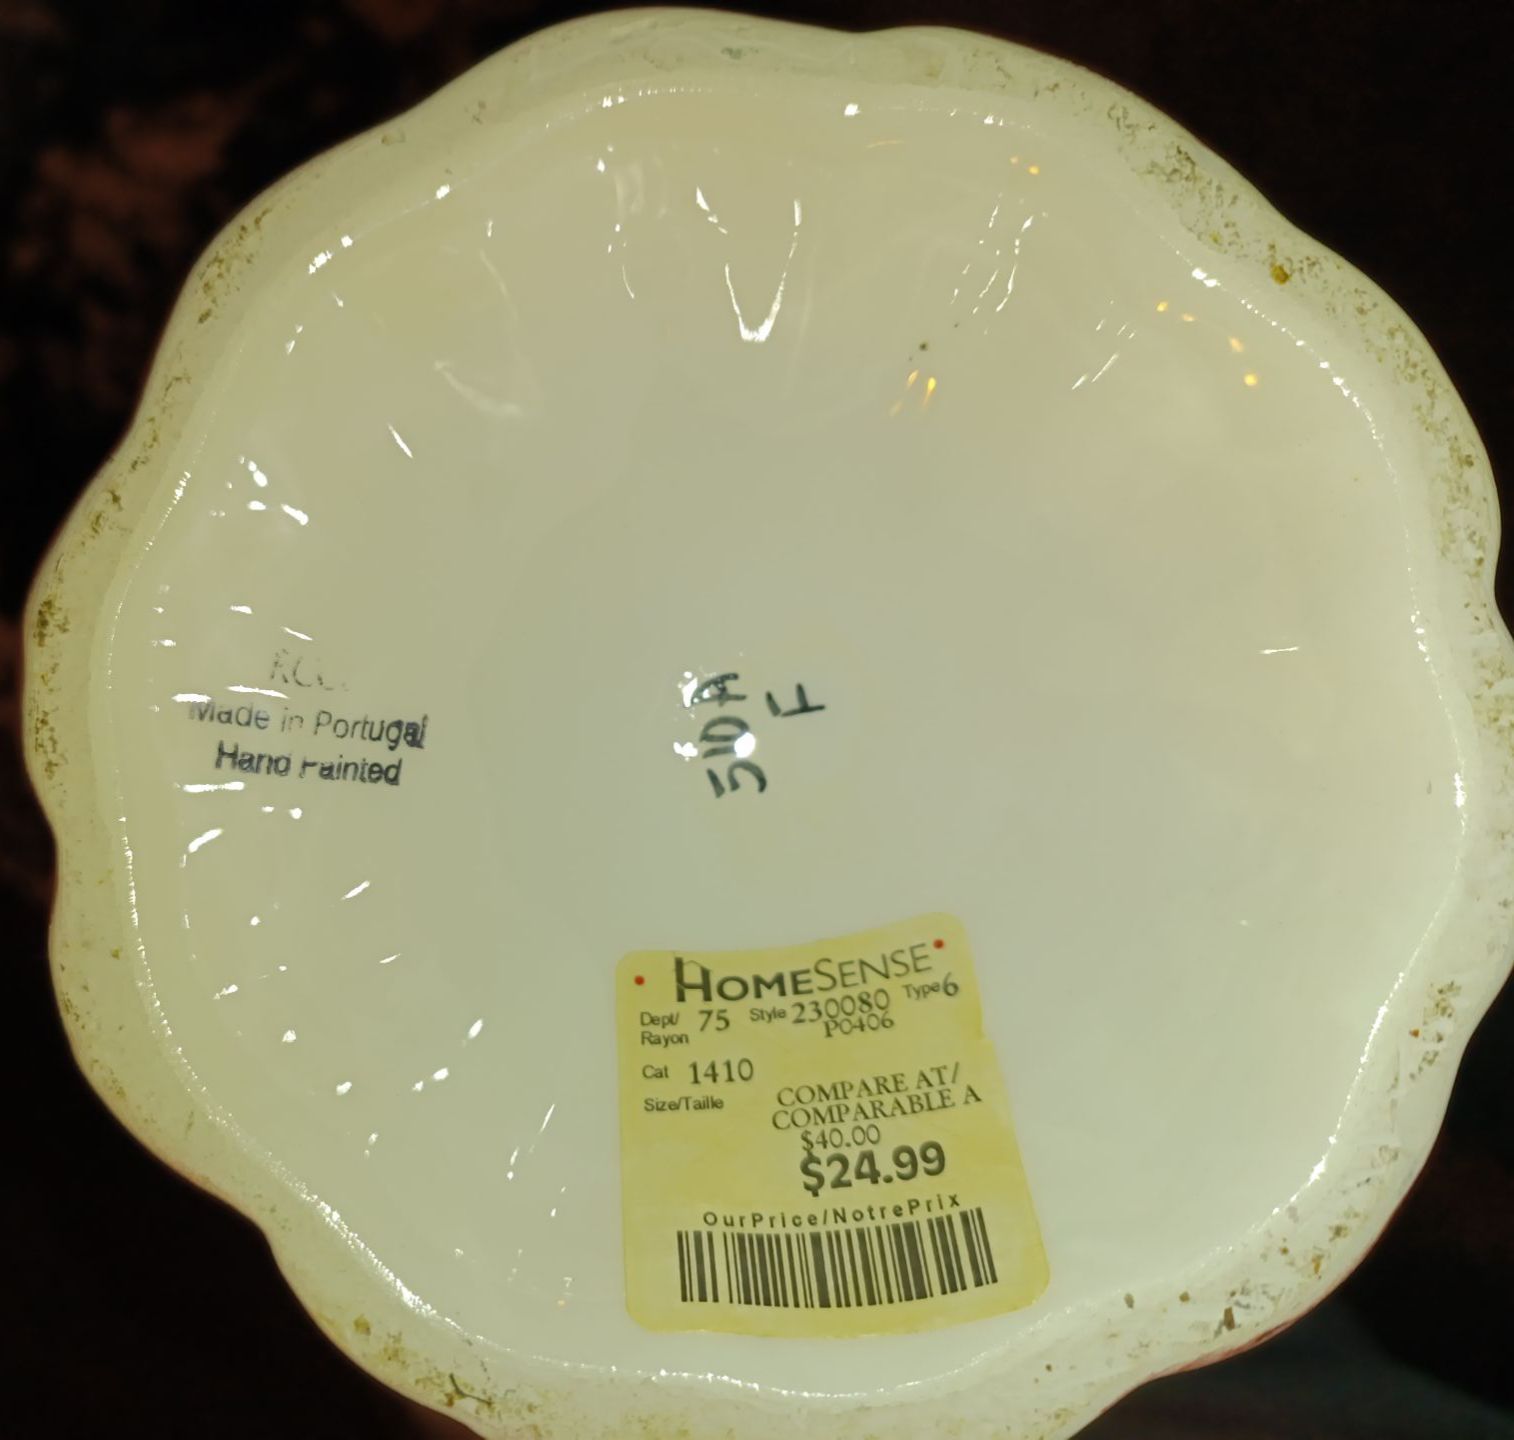 Made in Portugal
Hand Painted
510A
F
HOMESENSE
Dept/ Rayon 75 Style 230080 Type 6
P0406
Cat 1410
Size/Taille
COMPARE AT/
COMPARABLE A
$40.00
$24.99
OurPrice/NotrePrix